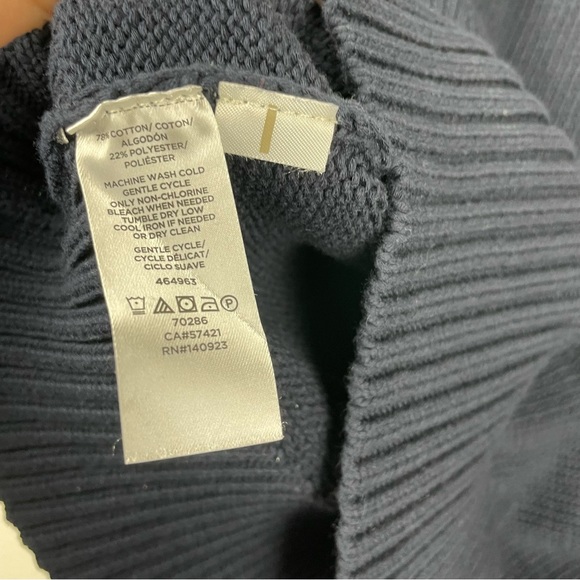 78% COTTON/ COTON/
ALGODÓN
22% POLYESTER/
POLIÉSTER
MACHINE WASH COLD
GENTLE CYCLE
ONLY NON-CHLORINE
BLEACH WHEN NEEDED
TUMBLE DRY LOW
COOL IRON IF NEEDED
OR DRY CLEAN
GENTLE CYCLE/
CYCLE DÉLICAT/
CICLO SUAVE
464963
70286
CA#57421
RN#140923